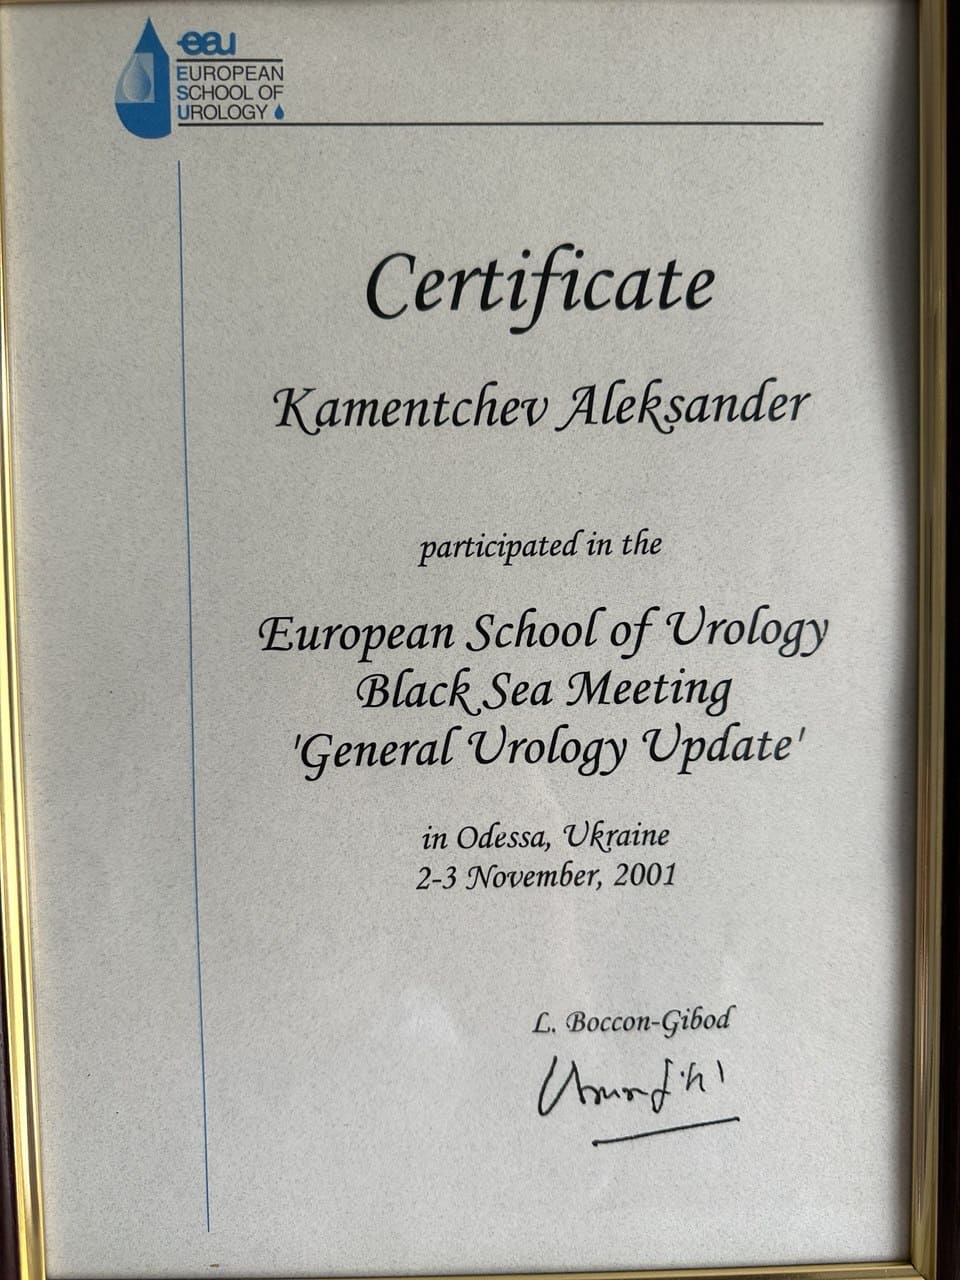 eau
EUROPEAN
SCHOOL OF
UROLOGY
Certificate
Kamentchev Aleksander
participated in the
European School of Urology
Black Sea Meeting
'General Urology Update'
in Odessa, Ukraine
2-3 November, 2001
L. Boccon-Gibod